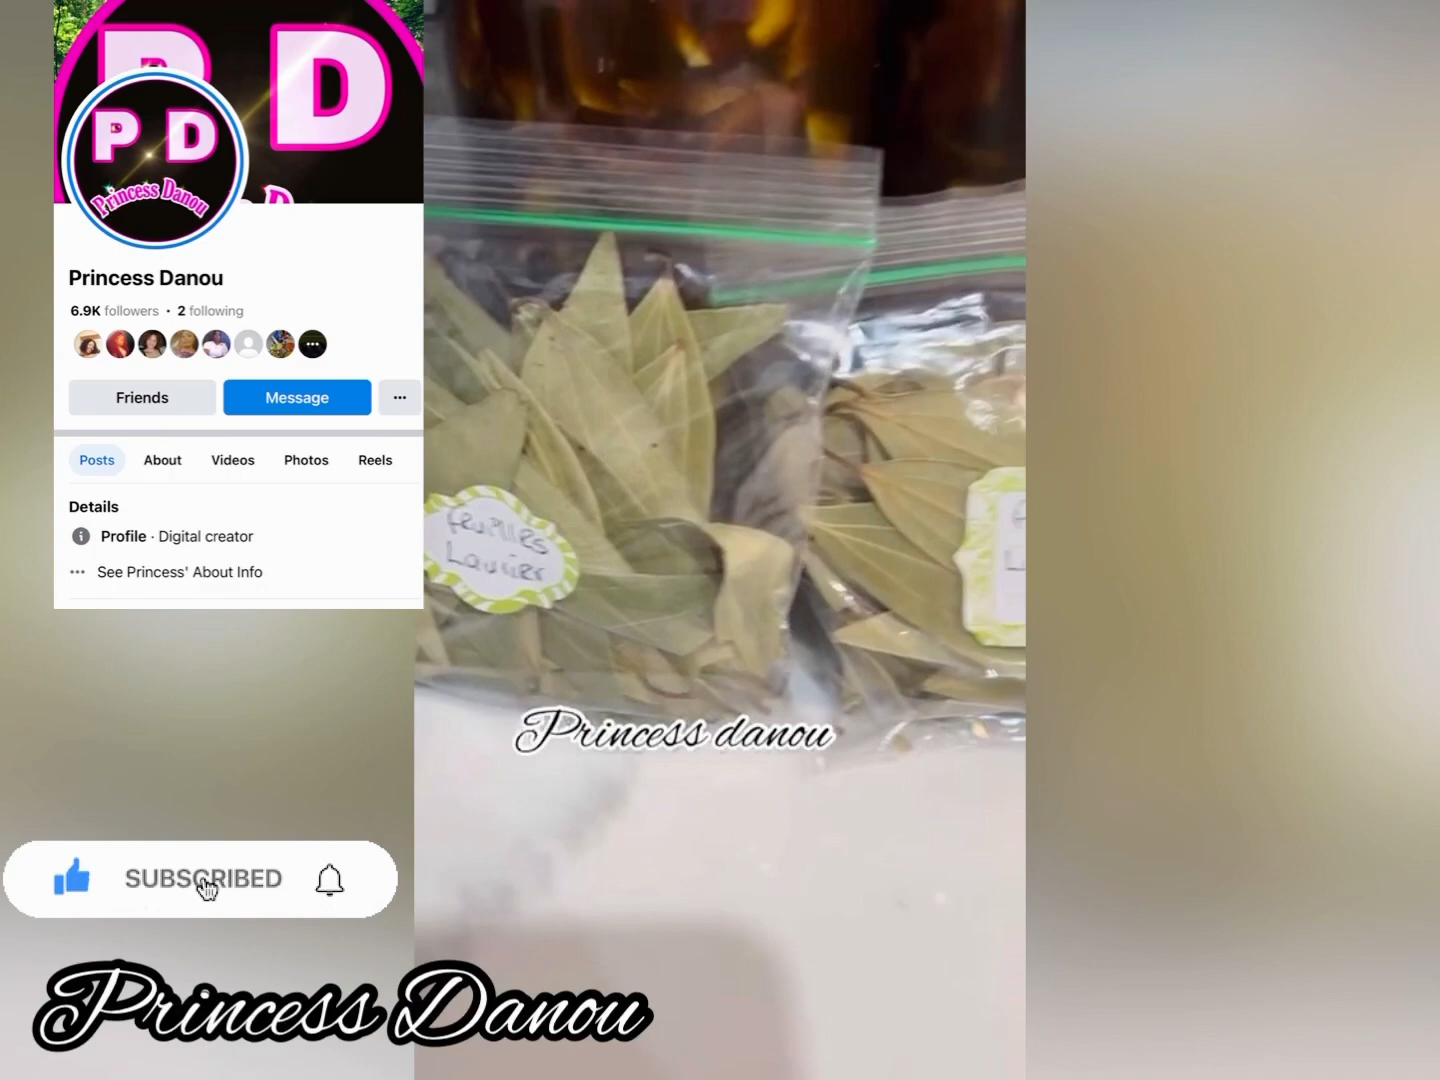 P D
P D
Princess Danou
Princess Danou
6.9K followers • 2 following
Friends
Message
Posts
About
Videos
Photos
Reels
Details
Profile · Digital creator
See Princess' About Info
feuilles
Laurier
Princess danou
SUBSCRIBED
Princess Danou